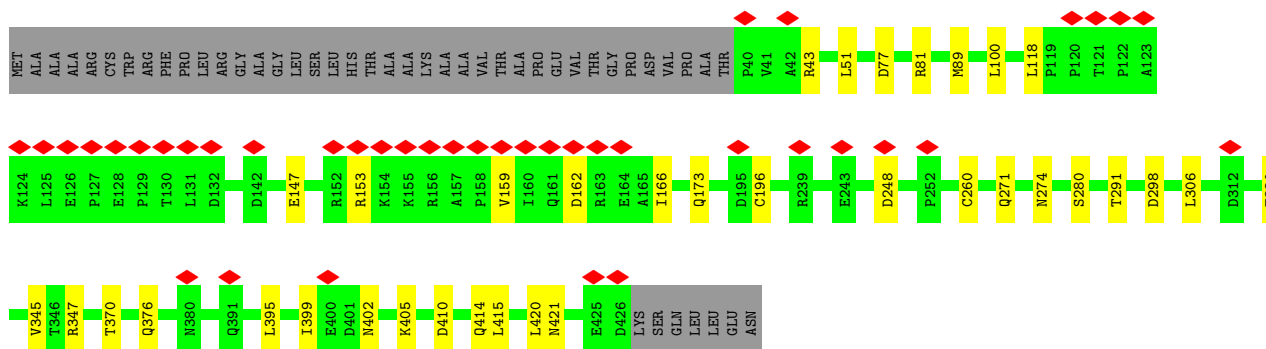 MET ALA ALA ALA ARG CYS TRP ARG PHE PRO LEU ARG GLY ALA GLY LEU SER LEU HIS THR ALA ALA LYS ALA ALA VAL THR ALA PRO GLU VAL THR GLY PRO ASP VAL PRO ALA THR P40 V41 A42 R43 L51 D77 R81 M89 L100 L118 P119 P120 T121 P122 A123
K124 L125 E126 P127 E128 P129 T130 L131 D132 D142 E147 R152 R153 K154 K155 R156 A157 P158 V159 I160 Q161 D162 R163 E164 A165 I166 Q173 D195 C196 R239 E243 D248 P252 C260 Q271 N274 S280 T291 D298 L306 D312
V345 T346 R347 T370 Q376 N380 Q391 L395 I399 E400 D401 N402 K405 D410 Q414 L415 L420 N421 E425 D426 LYS SER GLN LEU LEU GLU ASN